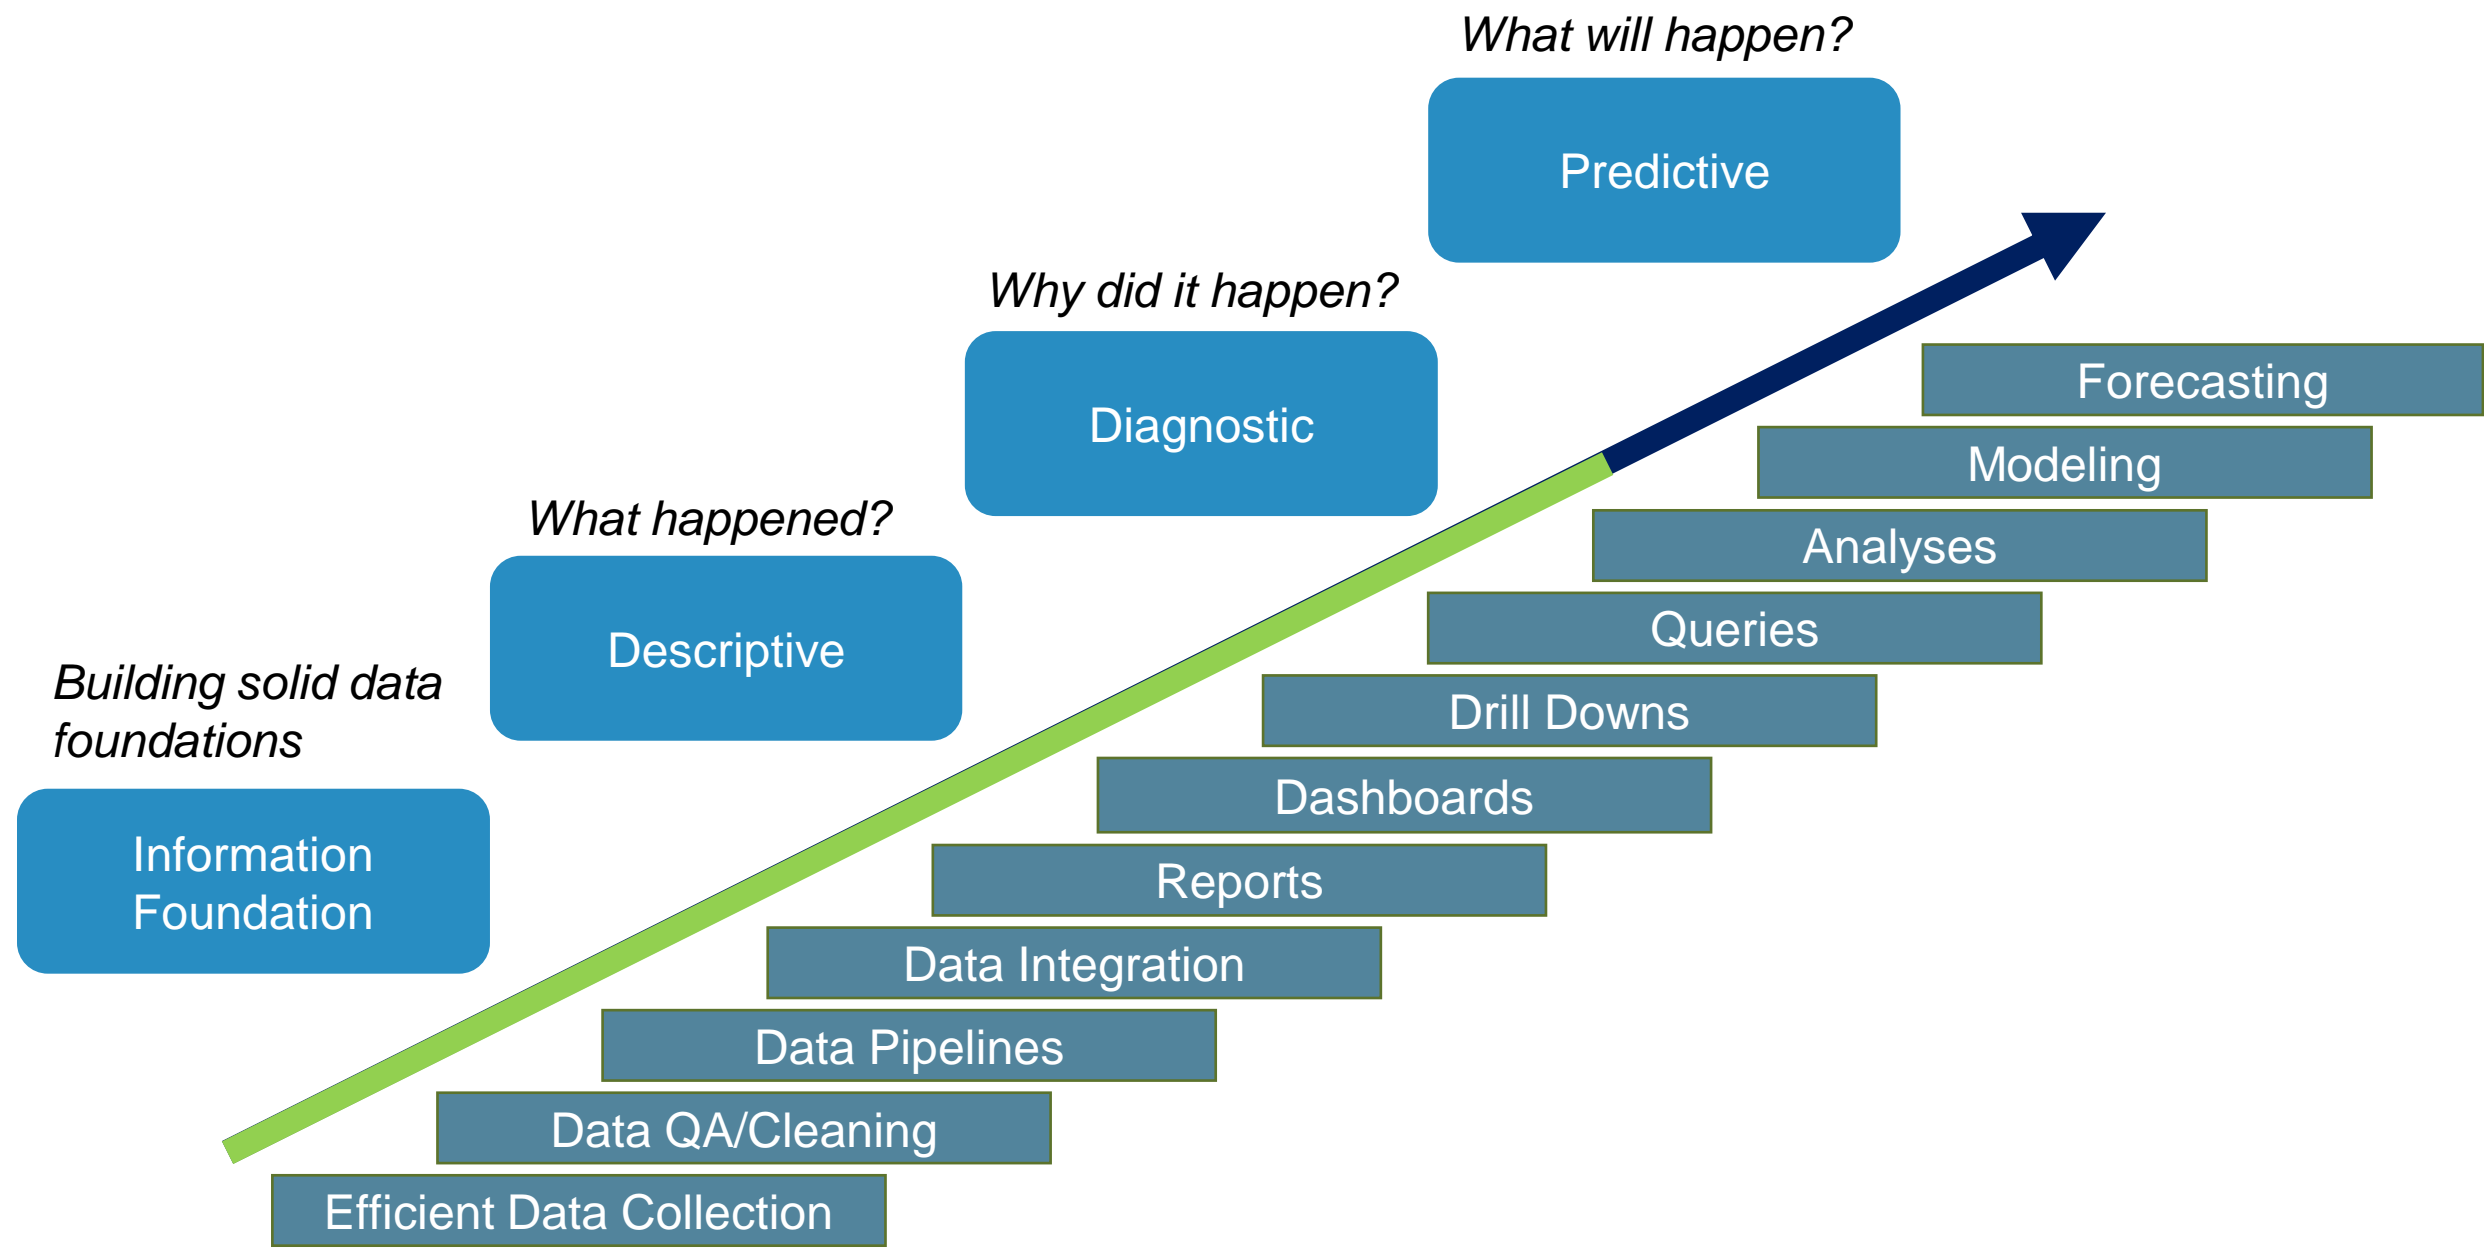 What will happen?
Predictive
Why did it happen?
Diagnostic
What happened?
Descriptive
Building solid data
foundations
Information
Foundation
Forecasting
Modeling
Analyses
Queries
Drill Downs
Dashboards
Reports
Data Integration
Data Pipelines
Data QA/Cleaning
Efficient Data Collection